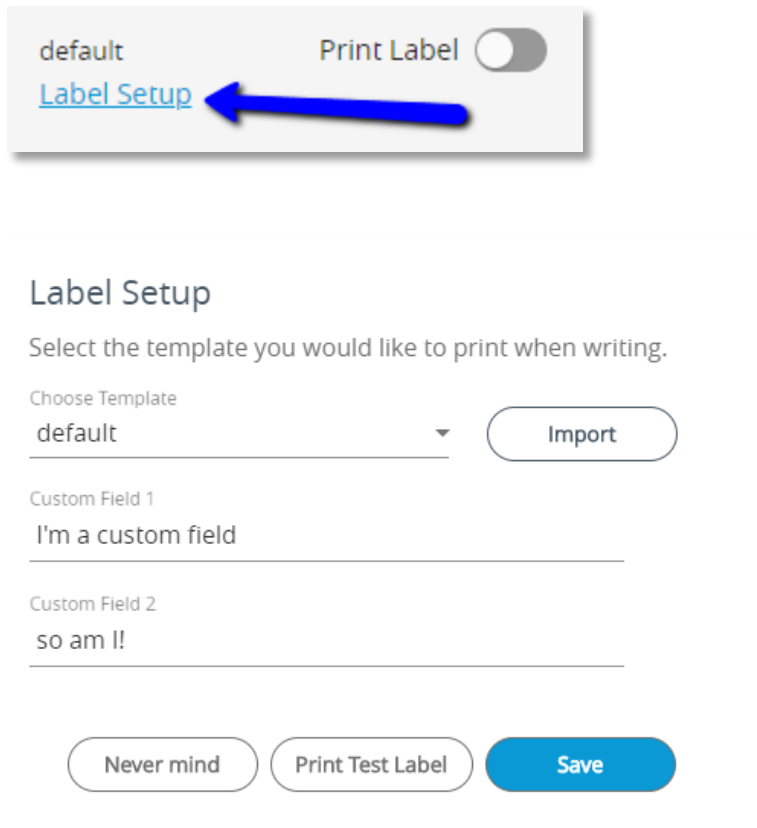 default Print Label
Label Setup
Label Setup
Select the template you would like to print when writing.
Choose Template
default Import
Custom Field 1
I'm a custom field
Custom Field 2
so am I!
Never mind Print Test Label Save